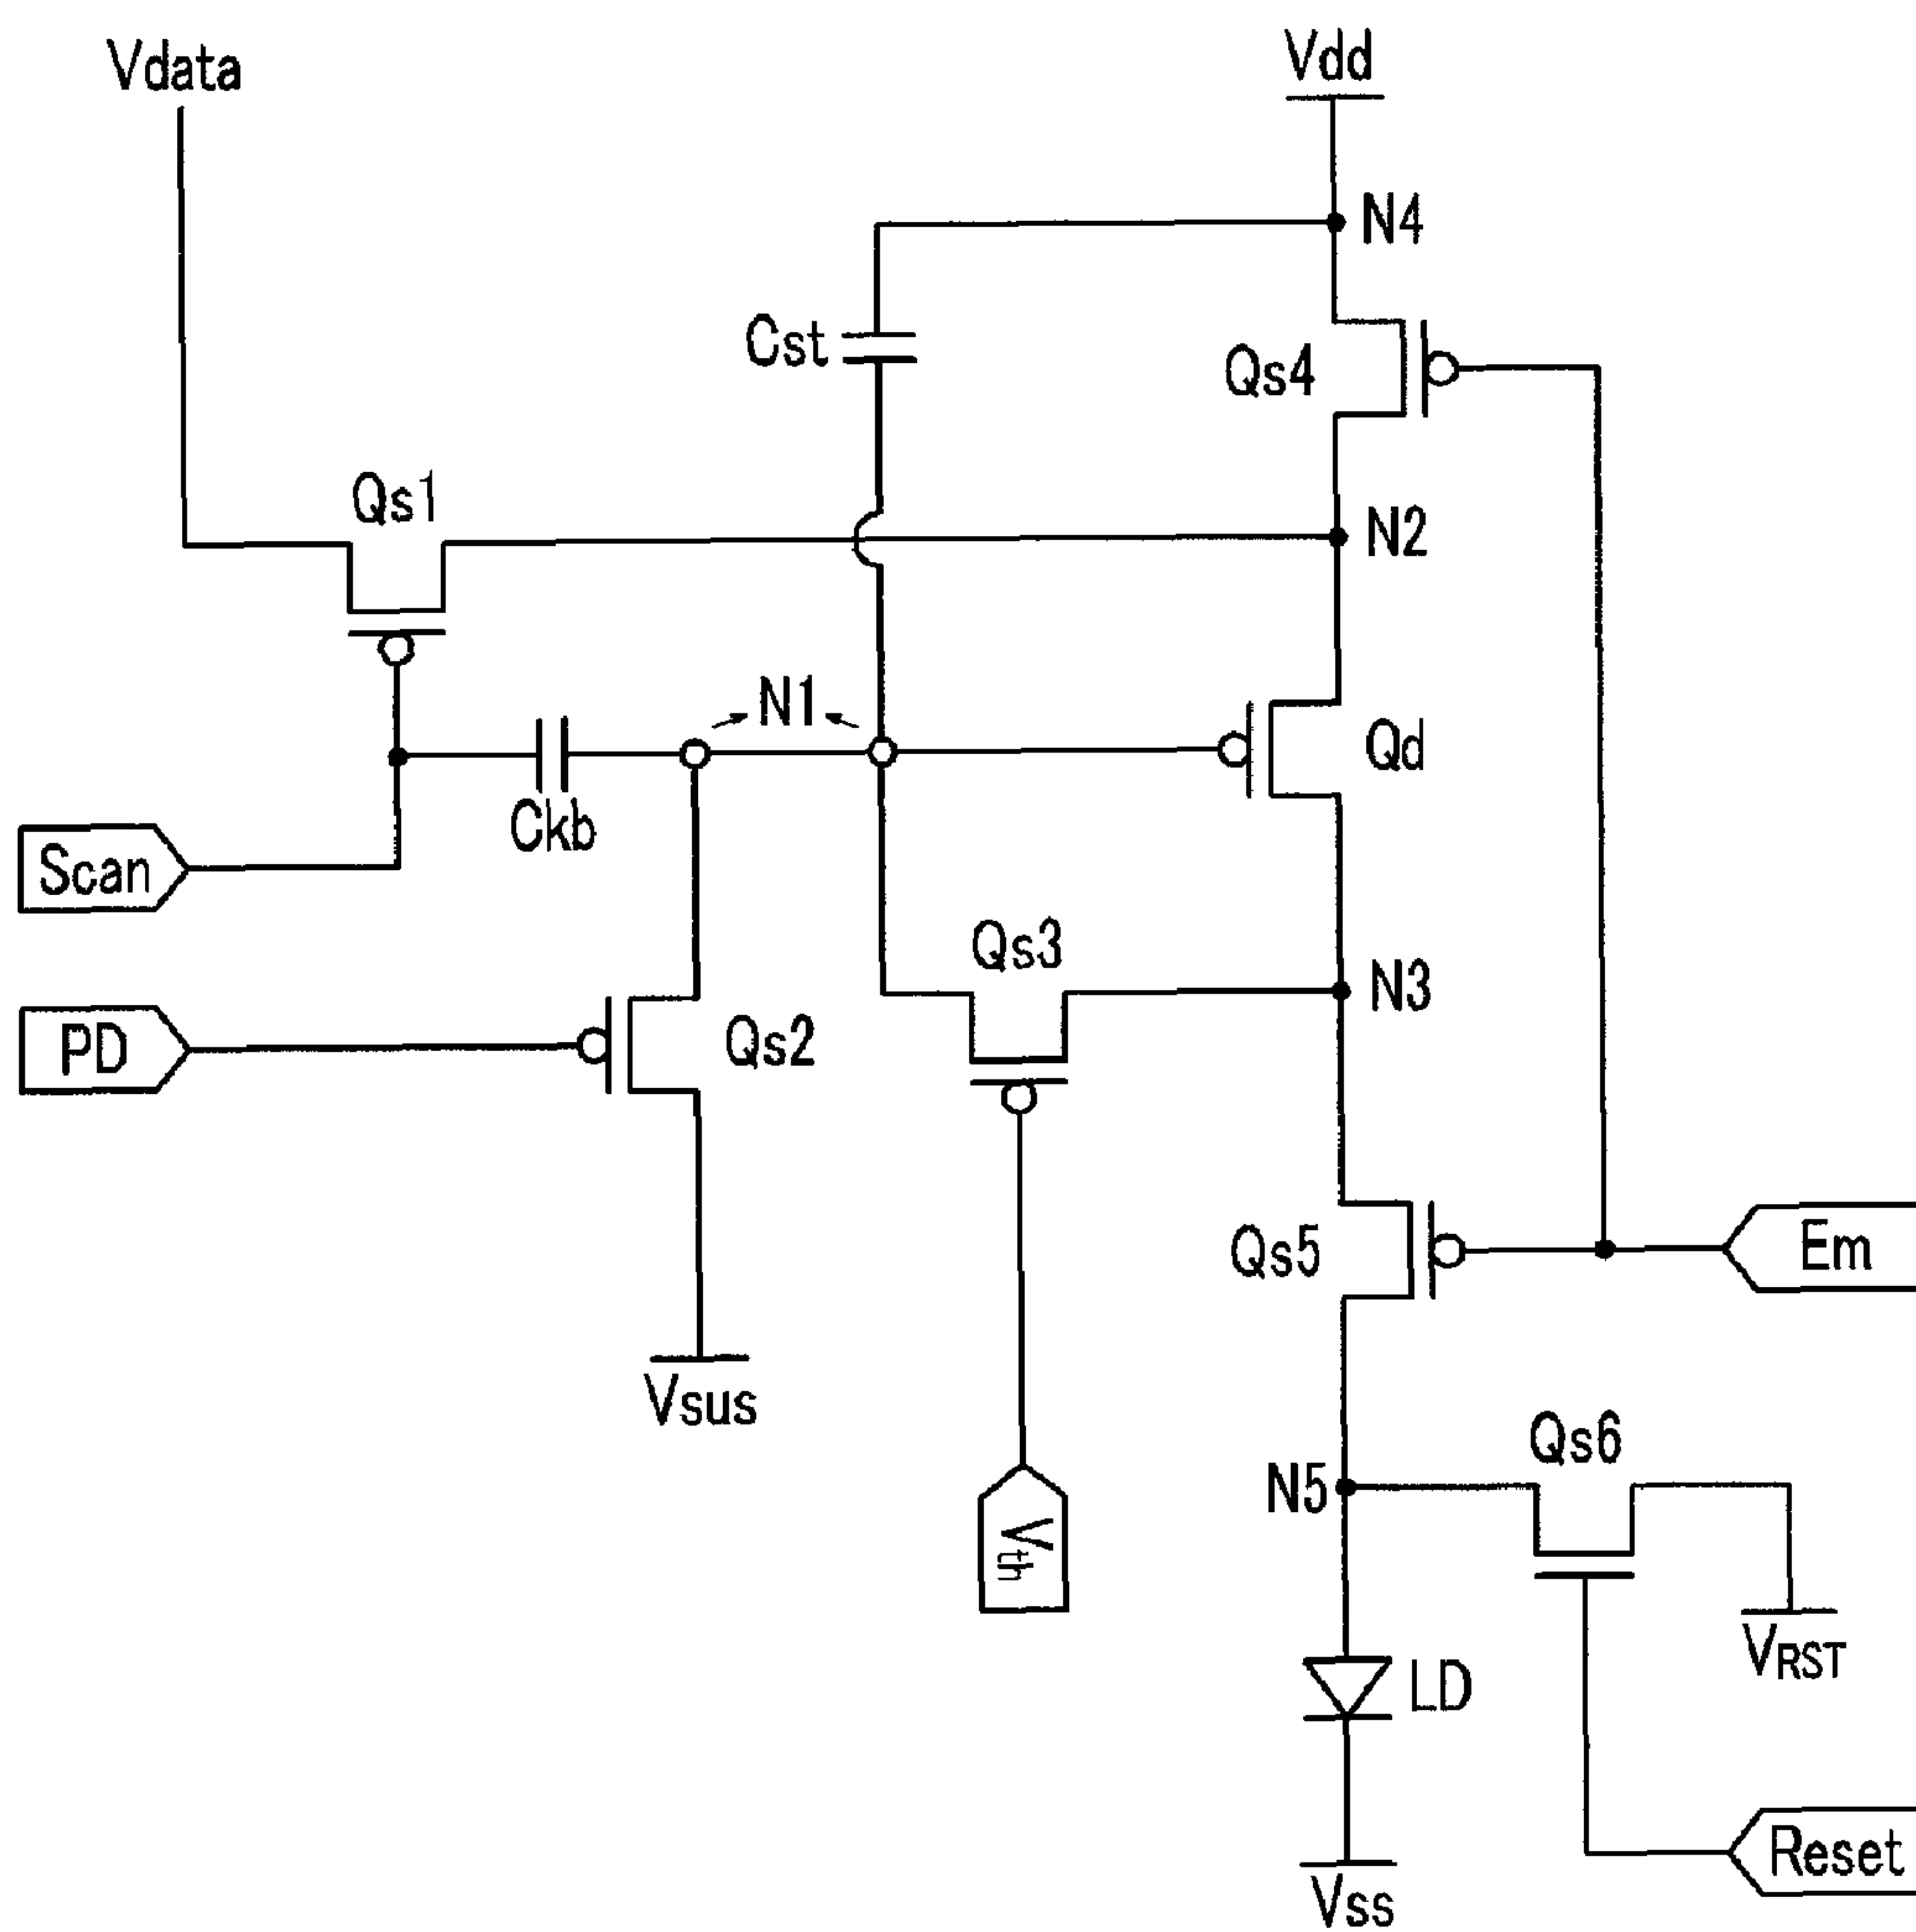 Vdata
Vdd
N4
Cst
Qs4
Qs1
N2
N1
Qd
Ckb
Scan
Qs3
N3
PD
Qs2
Qs5
Em
Vsus
Qs6
N5
Vth
VRST
LD
Reset
Vss